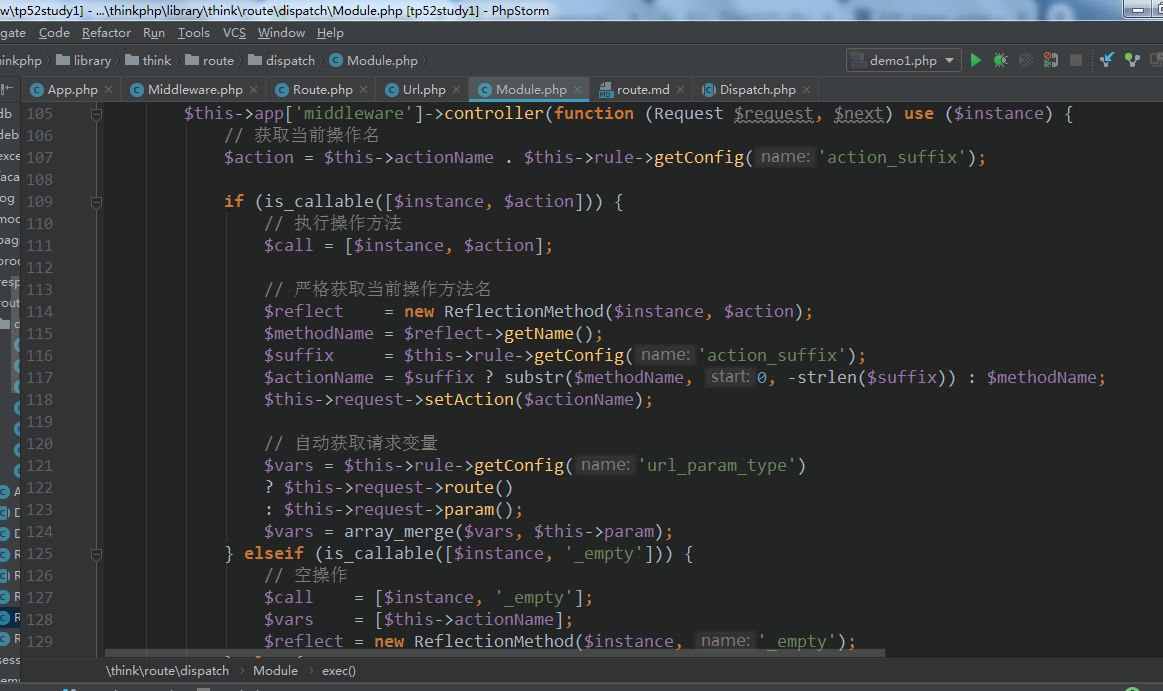 w\tp52study1] - ...\thinkphp\library\think\route\dispatch\Module.php [tp52study1] - PhpStorm
gate Code Refactor Run Tools VCS Window Help
inkphp library think route dispatch Module.php demo1.php
App.php Middleware.php Route.php Url.php Module.php route.md Dispatch.php
105 $this->app['middleware']->controller(function (Request $request, $next) use ($instance) {
106 // 获取当前操作名
107 $action = $this->actionName . $this->rule->getConfig( name: 'action_suffix');
108
109 if (is_callable([$instance, $action])) {
110 // 执行操作方法
111 $call = [$instance, $action];
112
113 // 严格获取当前操作方法名
114 $reflect = new ReflectionMethod($instance, $action);
115 $methodName = $reflect->getName();
116 $suffix = $this->rule->getConfig( name: 'action_suffix');
117 $actionName = $suffix ? substr($methodName, start: 0, -strlen($suffix)) : $methodName;
118 $this->request->setAction($actionName);
119
120 // 自动获取请求变量
121 $vars = $this->rule->getConfig( name: 'url_param_type')
122 ? $this->request->route()
123 : $this->request->param();
124 $vars = array_merge($vars, $this->param);
125 } elseif (is_callable([$instance, '_empty'])) {
126 // 空操作
127 $call = [$instance, '_empty'];
128 $vars = [$this->actionName];
129 $reflect = new ReflectionMethod($instance, name: '_empty');
\think\route\dispatch Module exec()